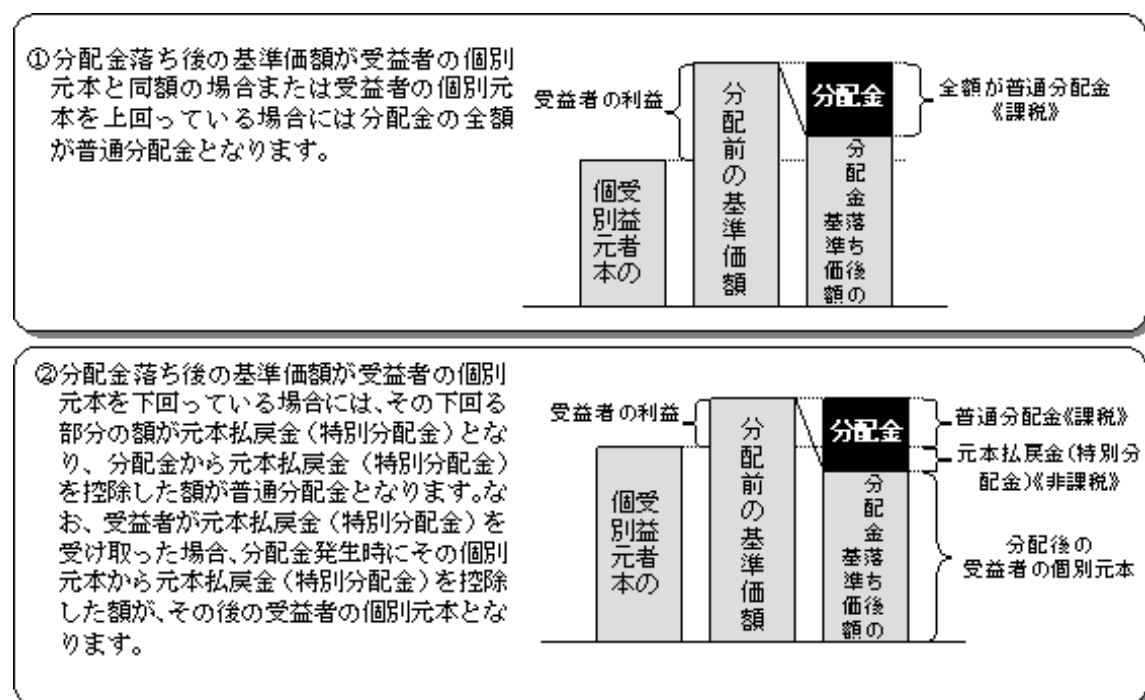 ①分配金落ち後の基準価額が受益者の個別
元本と同額の場合または受益者の個別元
本を上回っている場合には分配金の全額
が普通分配金となります。
受益者の利益
受益者の
個別元本
分配前の基準価額
分配金
分配金落ち後の
基準価額
全額が普通分配金
《課税》
②分配金落ち後の基準価額が受益者の個別
元本を下回っている場合には、その下回る
部分の額が元本払戻金（特別分配金）とな
り、分配金から元本払戻金（特別分配金）
を控除した額が普通分配金となります。な
お、受益者が元本払戻金（特別分配金）を
受け取った場合、分配金発生時にその個別
元本から元本払戻金（特別分配金）を控除
した額が、その後の受益者の個別元本とな
ります。
受益者の利益
受益者の
個別元本
分配前の基準価額
分配金
分配金落ち後の
基準価額
普通分配金《課税》
元本払戻金（特別分
配金）《非課税》
分配後の
受益者の個別元本